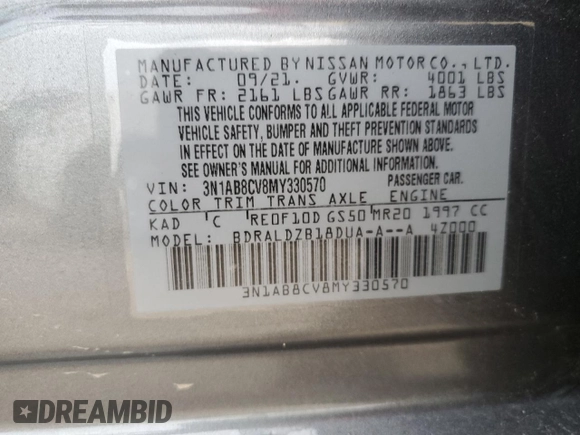 MANUFACTURED BY NISSAN MOTOR CO., LTD.
DATE: 09/21. GVWR: 4001 LBS
GAWR FR: 2161 LBS GAWR RR: 1863 LBS
THIS VEHICLE CONFORMS TO ALL APPLICABLE FEDERAL MOTOR
VEHICLE SAFETY, BUMPER AND THEFT PREVENTION STANDARDS
IN EFFECT ON THE DATE OF MANUFACTURE SHOWN ABOVE.
SEE OWNER'S MANUAL FOR ADDITIONAL INFORMATION.
VIN: 3N1AB8CV8MY330570 PASSENGER CAR.
COLOR TRIM TRANS AXLE ENGINE
KAD 'C RE0F10D GS50 MR20 1997 CC
MODEL: BDRALDZB18DUA-A--A 4Z000
3N1AB8CV8MY330570
DREAMBID